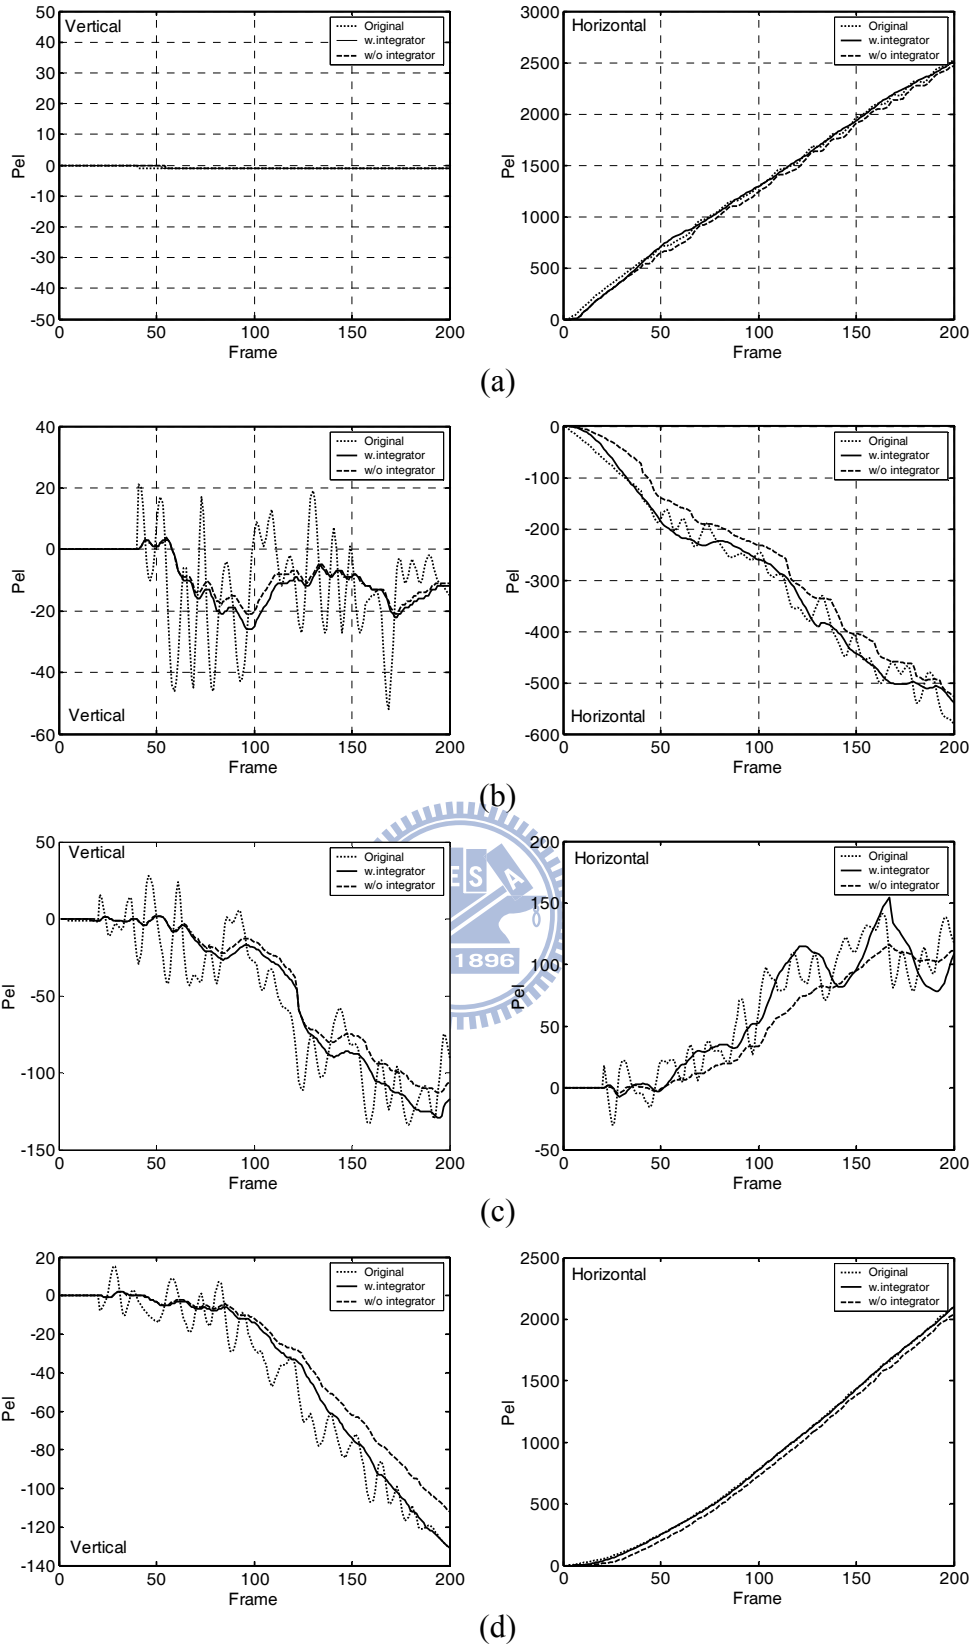 Vertical
Original
w.integrator
w/o integrator
50
40
30
20
10
0
-10
-20
-30
-40
-50
Pel
0
50
100
150
200
Frame
Horizontal
Original
w.integrator
w/o integrator
3000
2500
2000
1500
1000
500
0
Pel
0
50
100
150
200
Frame
(a)
Original
w.integrator
w/o integrator
40
20
0
-20
-40
-60
Pel
Vertical
0
50
100
150
200
Frame
Original
w.integrator
w/o integrator
0
-100
-200
-300
-400
-500
-600
Pel
Horizontal
0
50
100
150
200
Frame
(b)
Vertical
Original
w.integrator
w/o integrator
50
0
-50
-100
-150
Pel
0
50
100
150
200
Frame
Horizontal
Original
w.integrator
w/o integrator
200
150
100
50
0
-50
Pel
0
50
100
150
200
Frame
E S A
1896
(c)
Original
w.integrator
w/o integrator
20
0
-20
-40
-60
-80
-100
-120
-140
Pel
Vertical
0
50
100
150
200
Frame
Horizontal
Original
w.integrator
w/o integrator
2500
2000
1500
1000
500
0
Pel
0
50
100
150
200
Frame
(d)